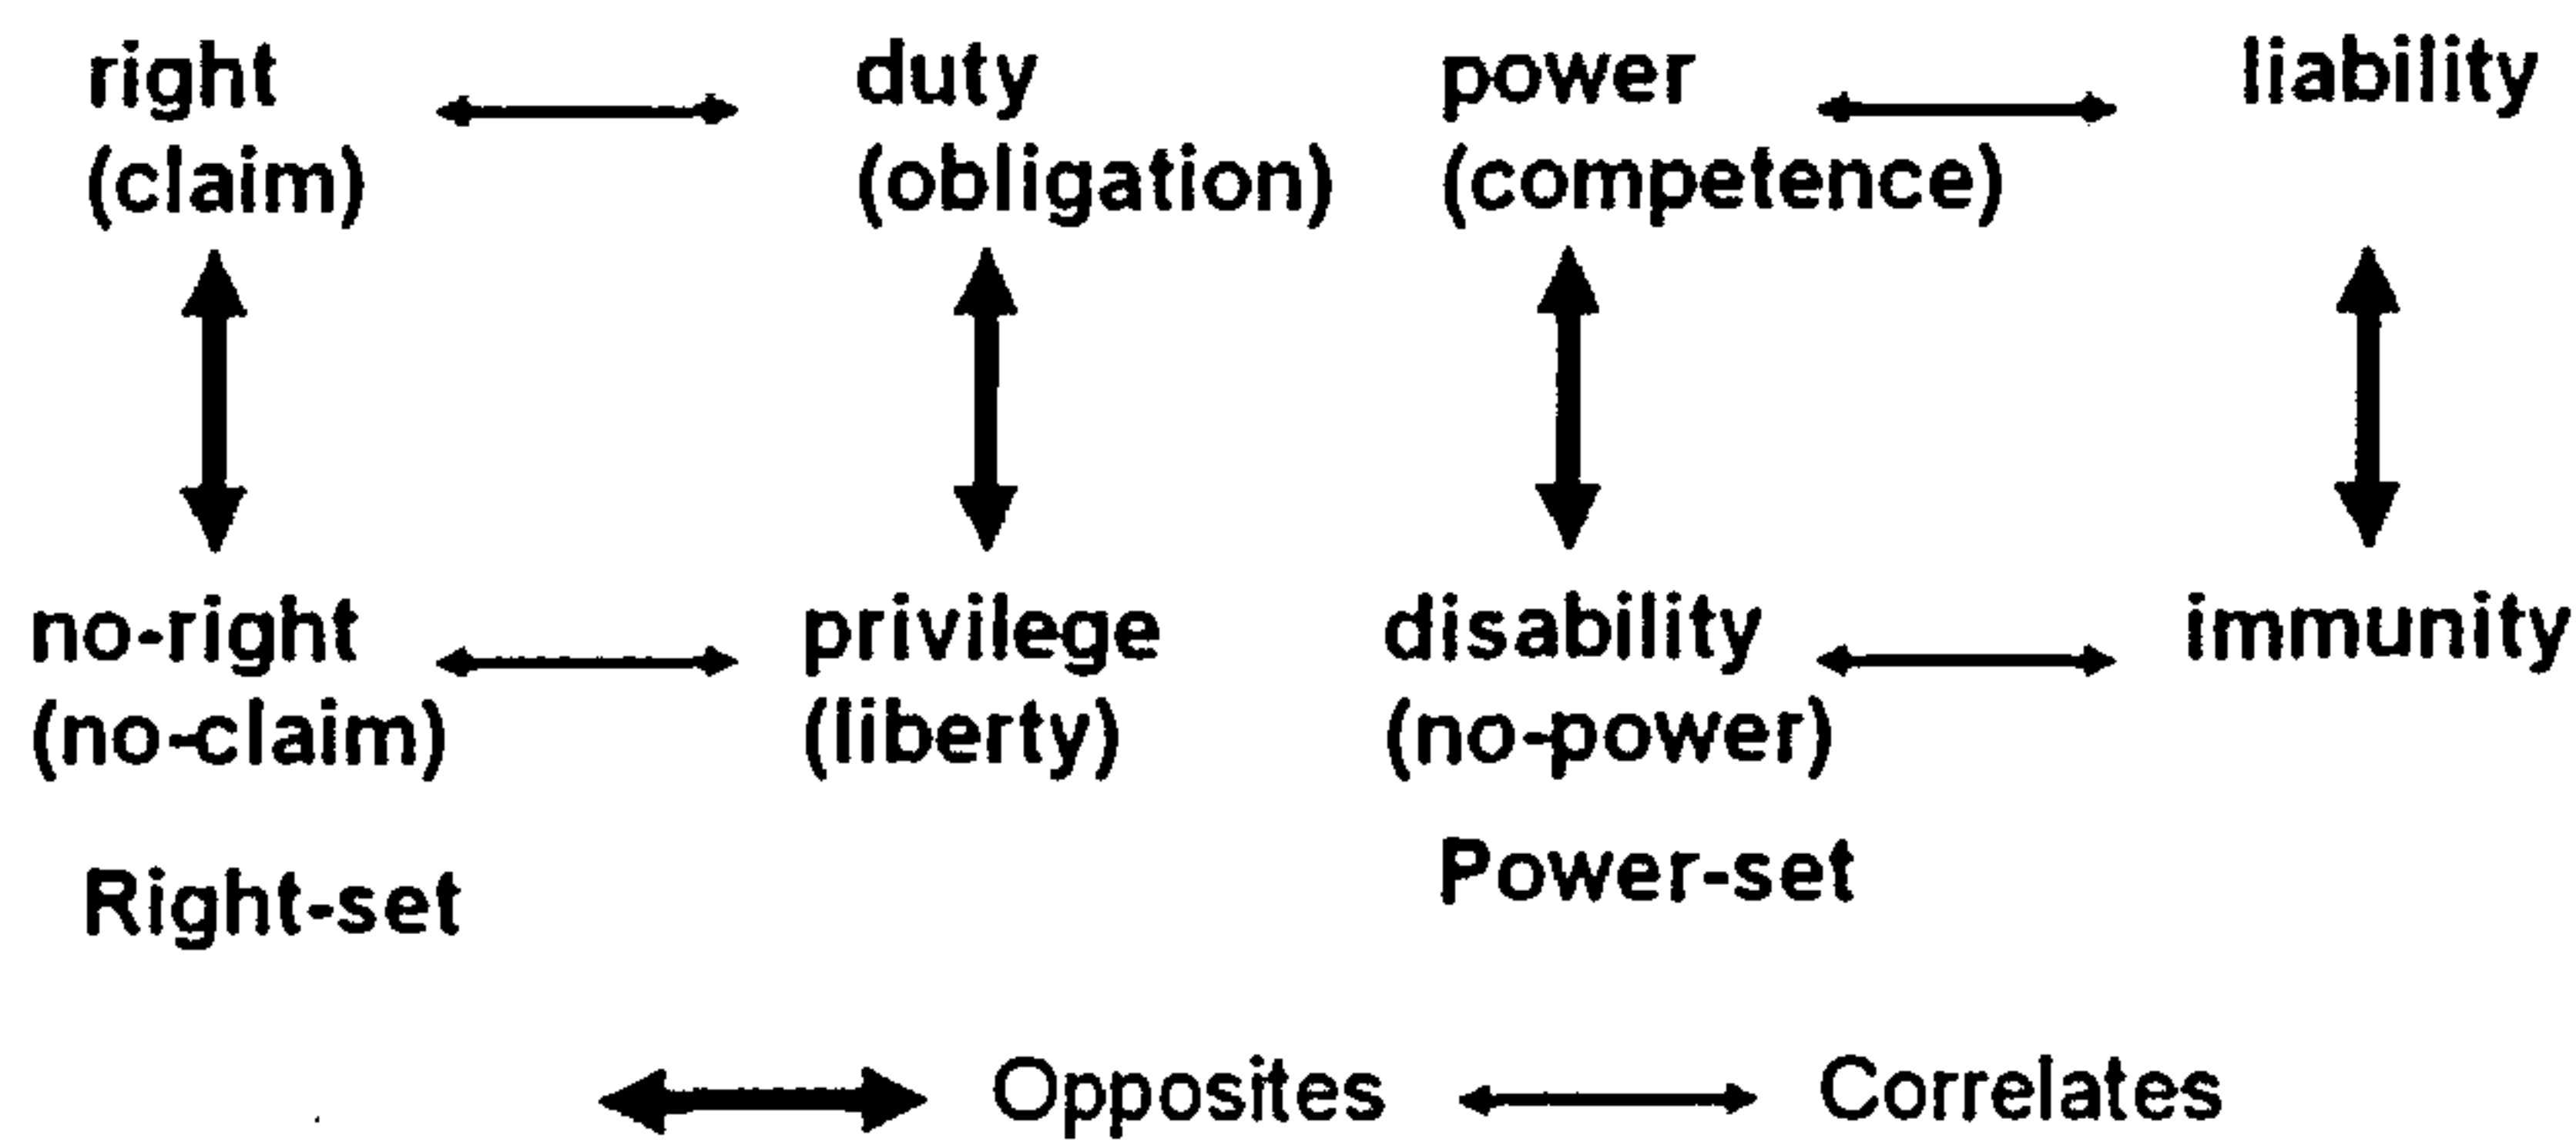 right duty power liability
(claim) (obligation) (competence)
no-right privilege disability immunity
(no-claim) (liberty) (no-power)
Right-set Power-set
Opposites Correlates